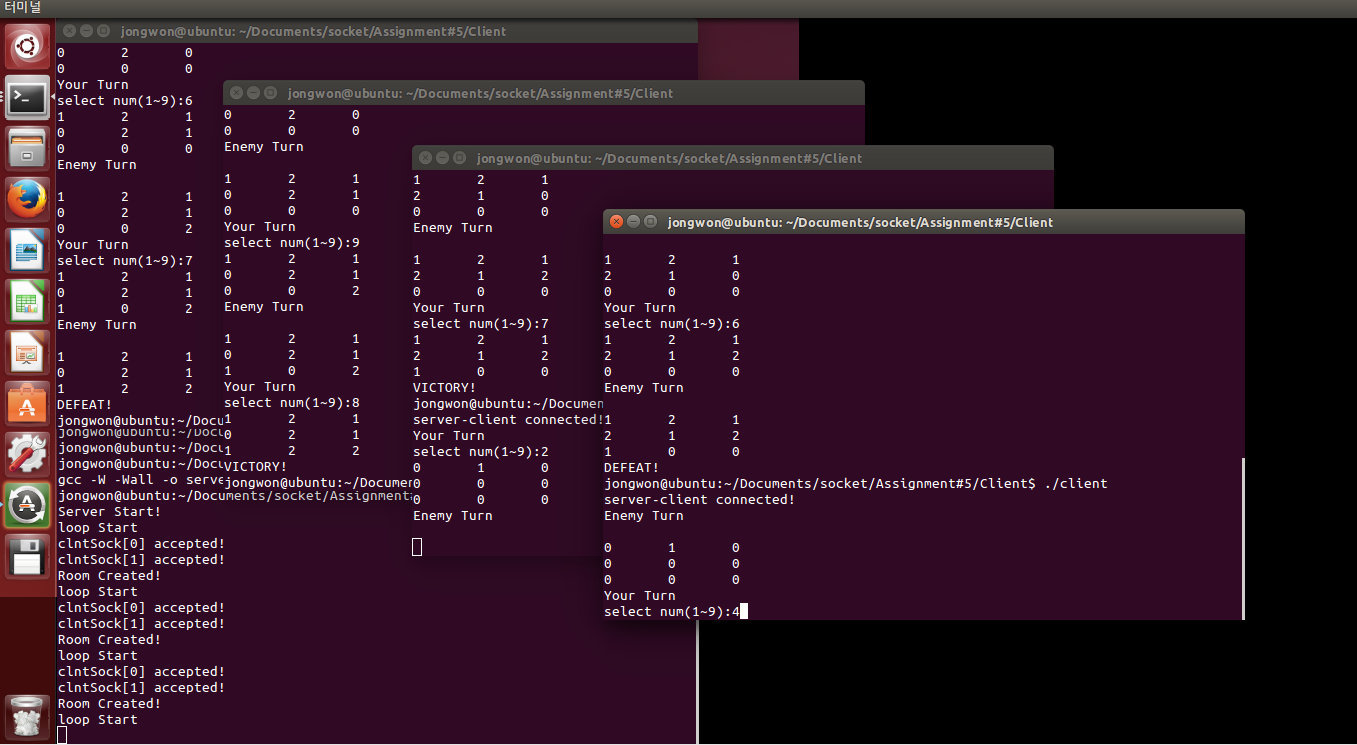 터미널
jongwon@ubuntu: ~/Documents/socket/Assignment#5/Client
0 2 0
0 0 0
Your Turn
select num(1~9):6
1 2 1
0 2 1
0 0 0
Enemy Turn
1 2 1
0 2 1
0 0 2
Your Turn
select num(1~9):7
1 2 1
0 2 1
1 0 2
Enemy Turn
1 2 1
0 2 1
1 2 2
DEFEAT!
jongwon@ubuntu:~/Docu
jongwon@ubuntu: ~/Documents/socket/Assignment#5/Client
0 2 0
0 0 0
Enemy Turn
1 2 1
0 2 1
0 0 0
Your Turn
select num(1~9):9
1 2 1
0 2 1
0 0 2
Enemy Turn
1 2 1
0 2 1
1 0 2
Your Turn
select num(1~9):8
1 2 1
0 2 1
1 2 2
VICTORY!
jongwon@ubuntu:~/Documen
jongwon@ubuntu: ~/Documents/socket/Assignment#5/Client
1 2 1
2 1 0
0 0 0
Enemy Turn
1 2 1
2 1 2
0 0 0
Your Turn
select num(1~9):7
1 2 1
2 1 2
1 0 0
VICTORY!
jongwon@ubuntu:~/Documen
server-client connected!
Your Turn
select num(1~9):2
0 1 0
0 0 0
0 0 0
Enemy Turn
jongwon@ubuntu: ~/Documents/socket/Assignment#5/Client
1 2 1
2 1 0
0 0 0
Your Turn
select num(1~9):6
1 2 1
2 1 2
0 0 0
Enemy Turn
1 2 1
2 1 2
1 0 0
DEFEAT!
jongwon@ubuntu:~/Documents/socket/Assignment#5/Client$ ./client
server-client connected!
Enemy Turn
0 1 0
0 0 0
0 0 0
Your Turn
select num(1~9):4
jongwon@ubuntu:~/Docu
jongwon@ubuntu:~/Docu
jongwon@ubuntu:~/Docu
gcc -W -Wall -o serve
jongwon@ubuntu:~/Documents/socket/Assignment
Server Start!
loop Start
clntSock[0] accepted!
clntSock[1] accepted!
Room Created!
loop Start
clntSock[0] accepted!
clntSock[1] accepted!
Room Created!
loop Start
clntSock[0] accepted!
clntSock[1] accepted!
Room Created!
loop Start